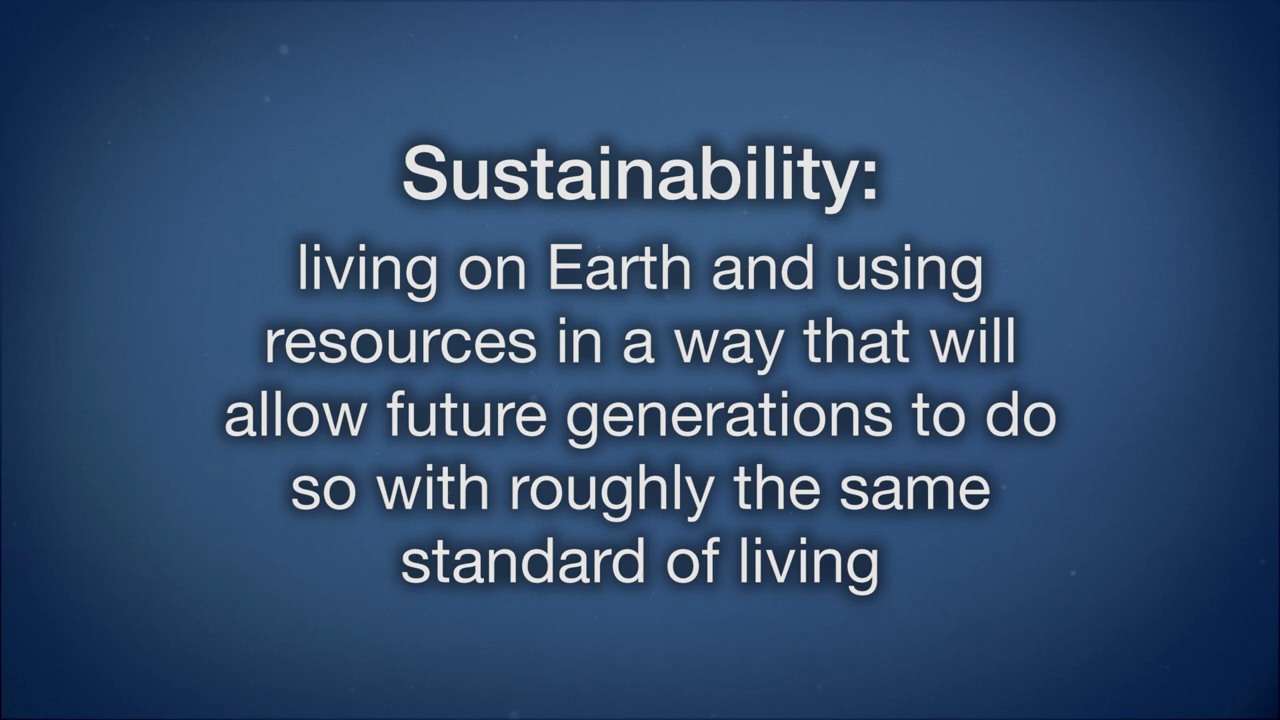 Sustainability:
living on Earth and using
resources in a way that will
allow future generations to do
so with roughly the same
standard of living